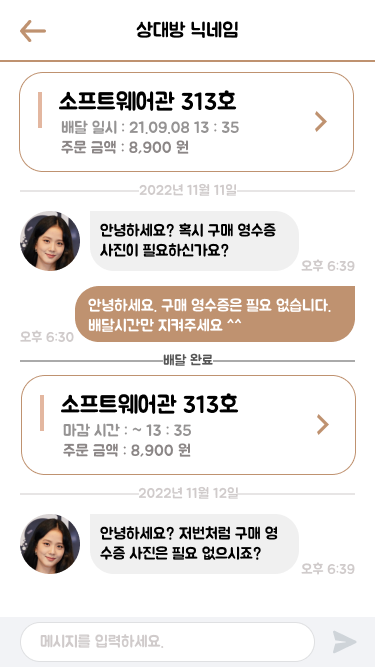 상대방 닉네임
소프트웨어관 313호
배달 일시 : 21.09.08 13 : 35
주문 금액 : 8,900 원
2022년 11월 11일
안녕하세요? 혹시 구매 영수증
사진이 필요하신가요?
오후 6:39
안녕하세요. 구매 영수증은 필요 없습니다.
배달시간만 지켜주세요 ^^
오후 6:30
배달 완료
소프트웨어관 313호
마감 시간 : ~ 13 : 35
주문 금액 : 8,900 원
2022년 11월 12일
안녕하세요? 저번처럼 구매 영
수증 사진은 필요 없으시죠?
오후 6:39
메시지를 입력하세요.